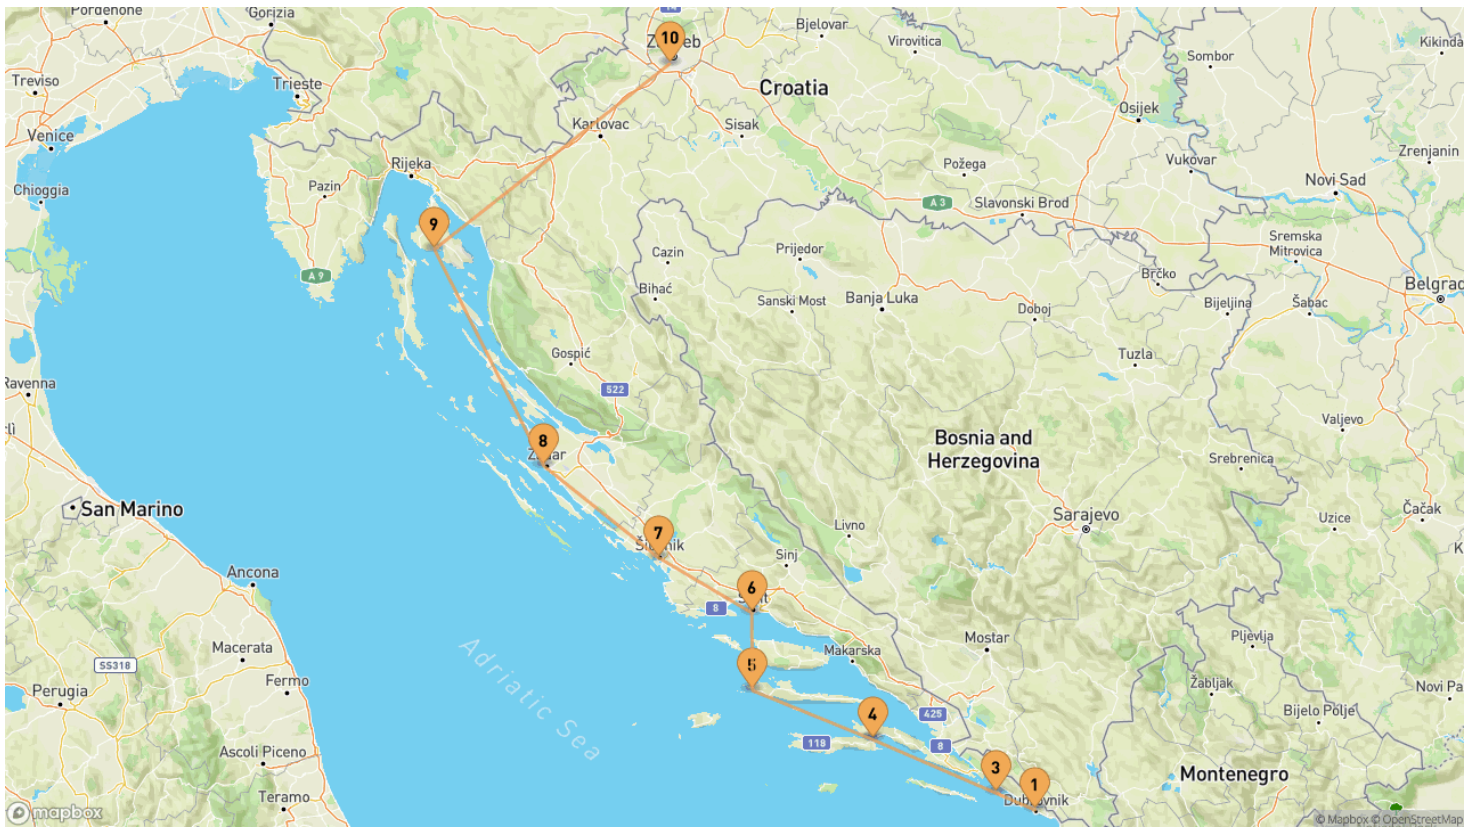 Pordenone
Gorizia
14
10
Bjelovar
Virovitica
Sombor
Kikinda
Treviso
Trieste
Croatia
Osijek
Venice
Karlovac
Sisak
Rijeka
Požega
Vukovar
Zrenjanin
Chioggia
Pazin
A 3
Slavonski Brod
Novi Sad
9
A 9
Cazin
Prijedor
Sremska
Mitrovica
Brčko
Bihać
Sanski Most
Banja Luka
Doboj
Bijeljina
Šabac
Belgrad
Gospić
Tuzla
Ravenna
522
Valjevo
8
Bosnia and
Herzegovina
Srebrenica
San Marino
Sarajevo
Čačak
Uzice
7
Livno
Sinj
Ancona
6
8
Macerata
Mostar
Pljevlja
SS318
5
Makarska
Fermo
Perugia
Adriatic Sea
Žabljak
Novi Pa
4
425
Bijelo Polje
118
8
Ascoli Piceno
3
1
Montenegro
Dubrovnik
Teramo
mapbox
© Mapbox © OpenStreetMap